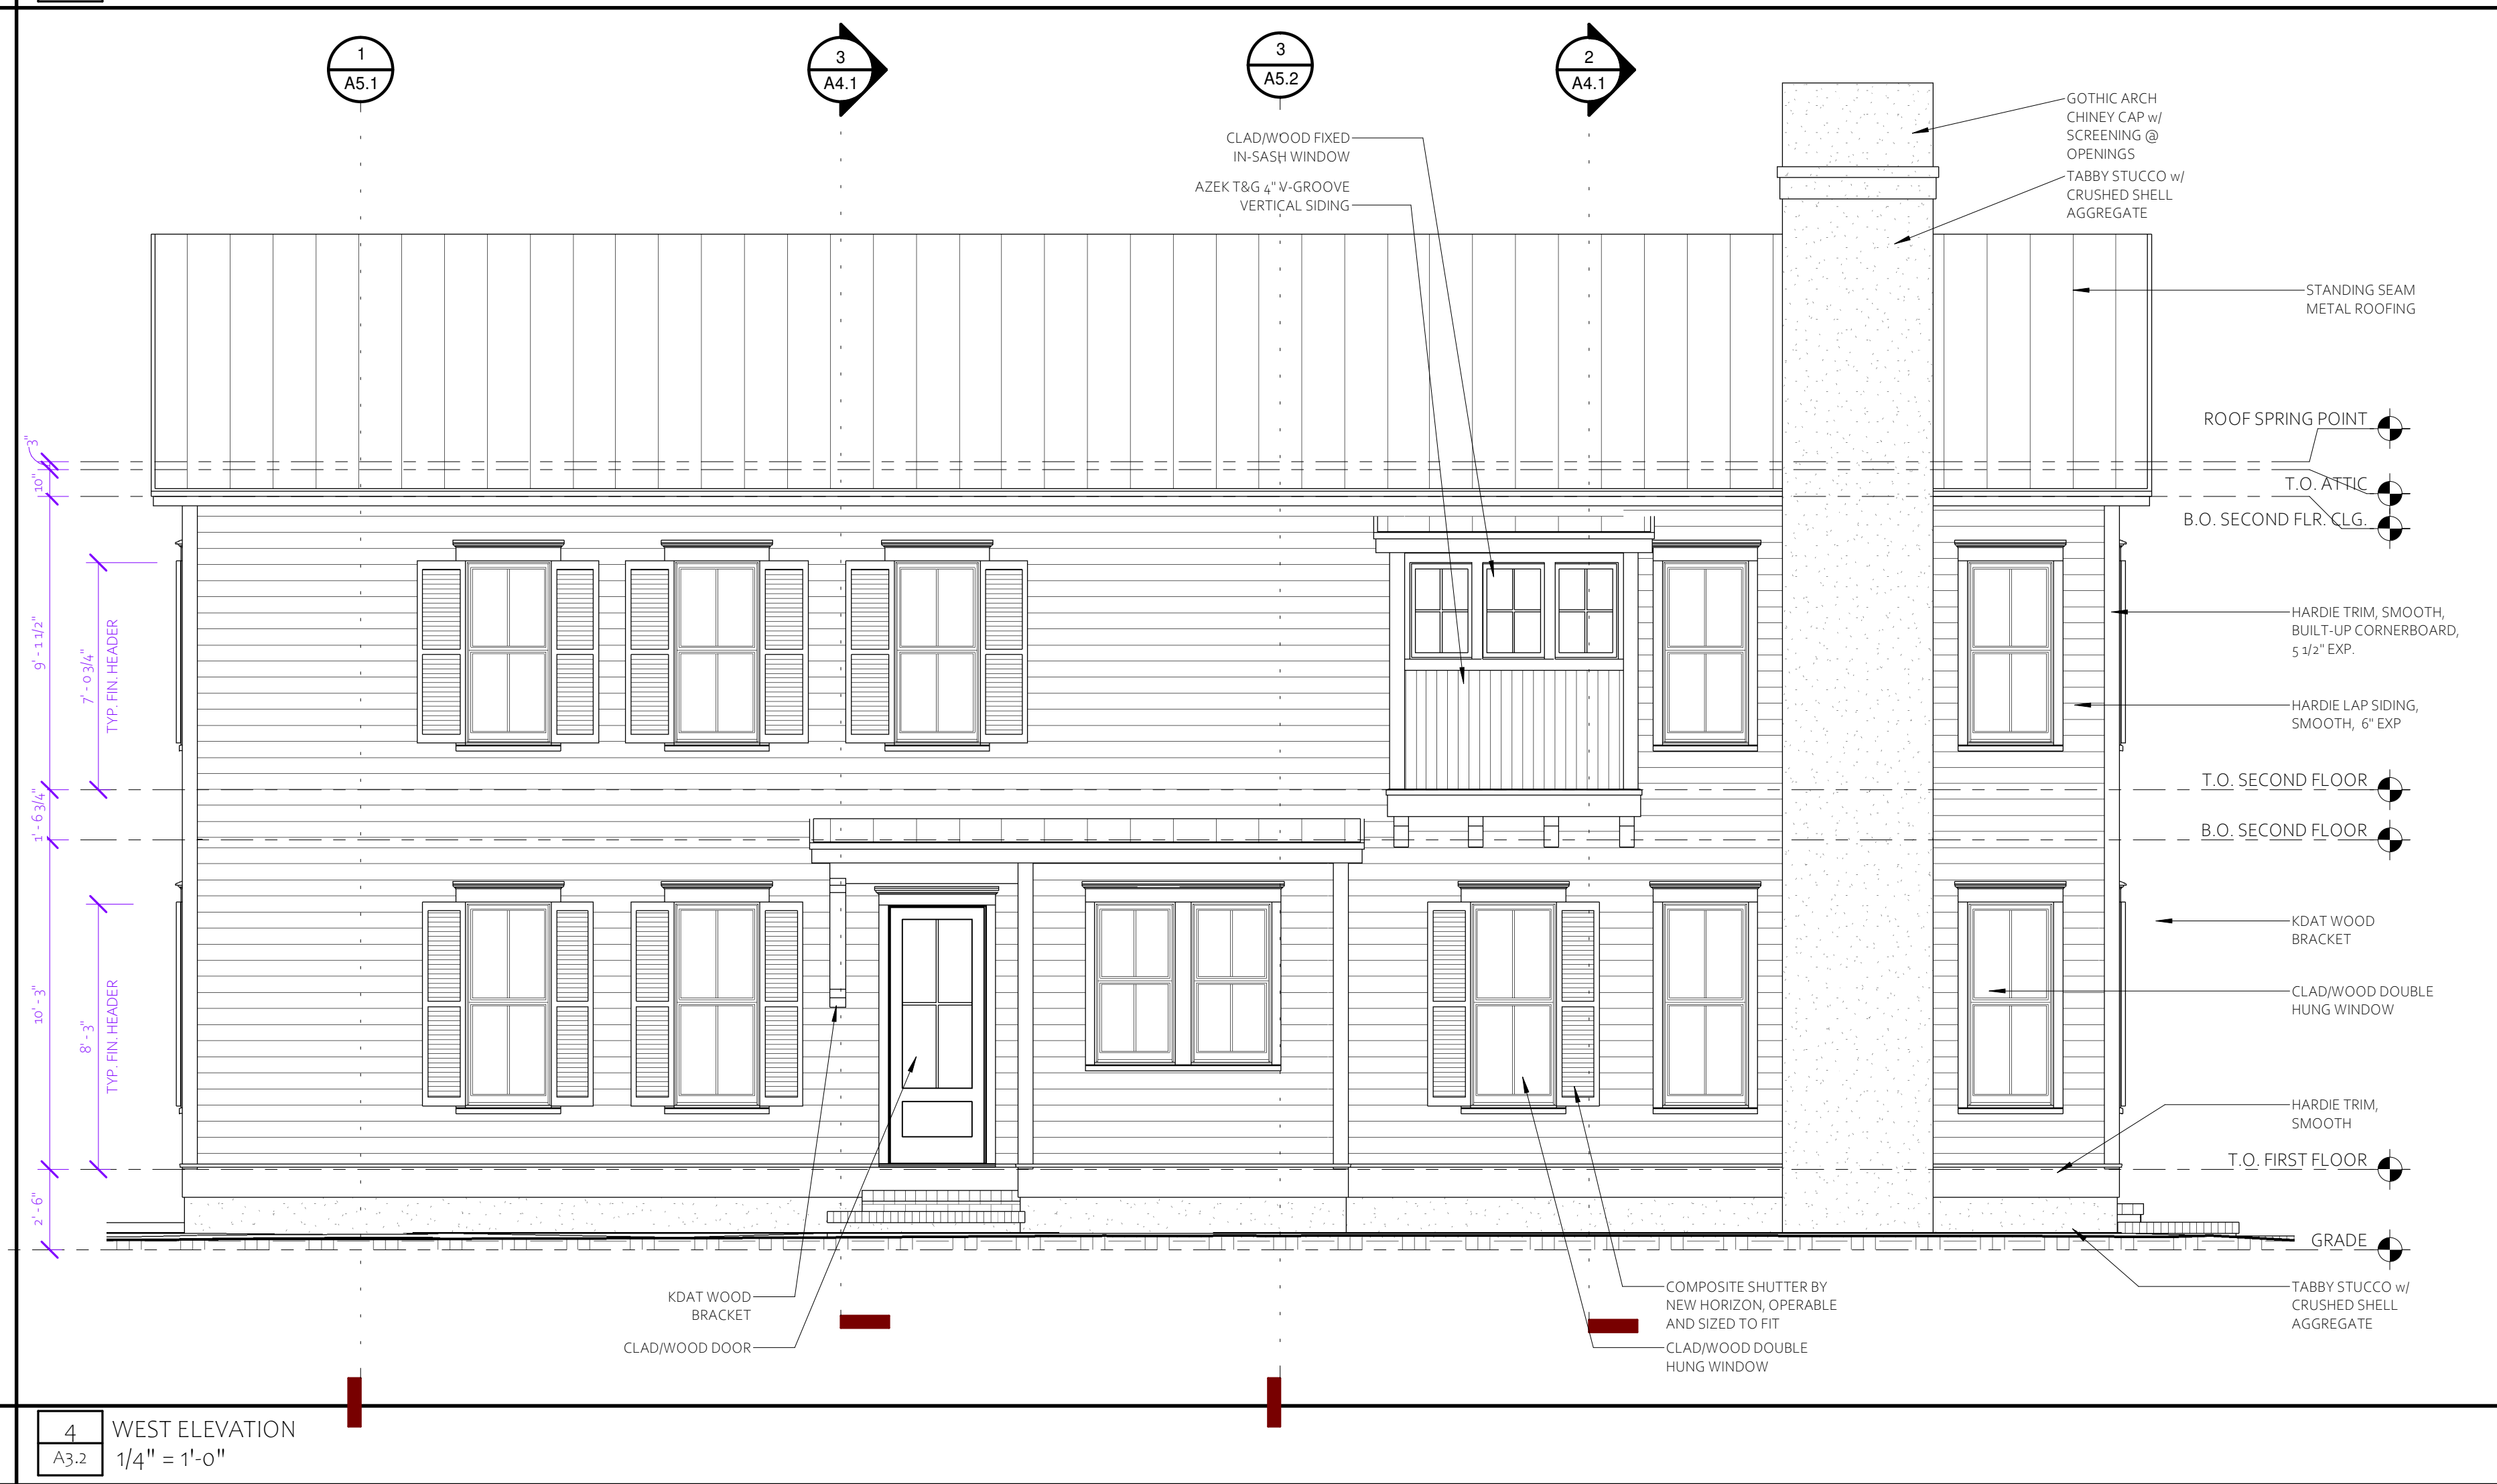 1
A5.1
3
A4.1
3
A5.2
2
A4.1
CLAD/WOOD FIXED
IN-SASH WINDOW
AZEK T&G 4" V-GROOVE
VERTICAL SIDING
GOTHIC ARCH
CHINEY CAP w/
SCREENING @
OPENINGS
TABBY STUCCO w/
CRUSHED SHELL
AGGREGATE
STANDING SEAM
METAL ROOFING
ROOF SPRING POINT
T.O. ATTIC
B.O. SECOND FLR. CLG.
HARDIE TRIM, SMOOTH,
BUILT-UP CORNERBOARD,
5 1/2" EXP.
HARDIE LAP SIDING,
SMOOTH, 6" EXP
T.O. SECOND FLOOR
B.O. SECOND FLOOR
KDAT WOOD
BRACKET
CLAD/WOOD DOUBLE
HUNG WINDOW
HARDIE TRIM,
SMOOTH
T.O. FIRST FLOOR
GRADE
TABBY STUCCO w/
CRUSHED SHELL
AGGREGATE
3"
10"
9' - 1 1/2"
7' - 0 3/4"
TYP. FIN. HEADER
1' - 6 3/4"
10' - 3"
8' - 3"
TYP. FIN. HEADER
2' - 6"
KDAT WOOD
BRACKET
CLAD/WOOD DOOR
COMPOSITE SHUTTER BY
NEW HORIZON, OPERABLE
AND SIZED TO FIT
CLAD/WOOD DOUBLE
HUNG WINDOW
4
A3.2
WEST ELEVATION
1/4" = 1'-0"